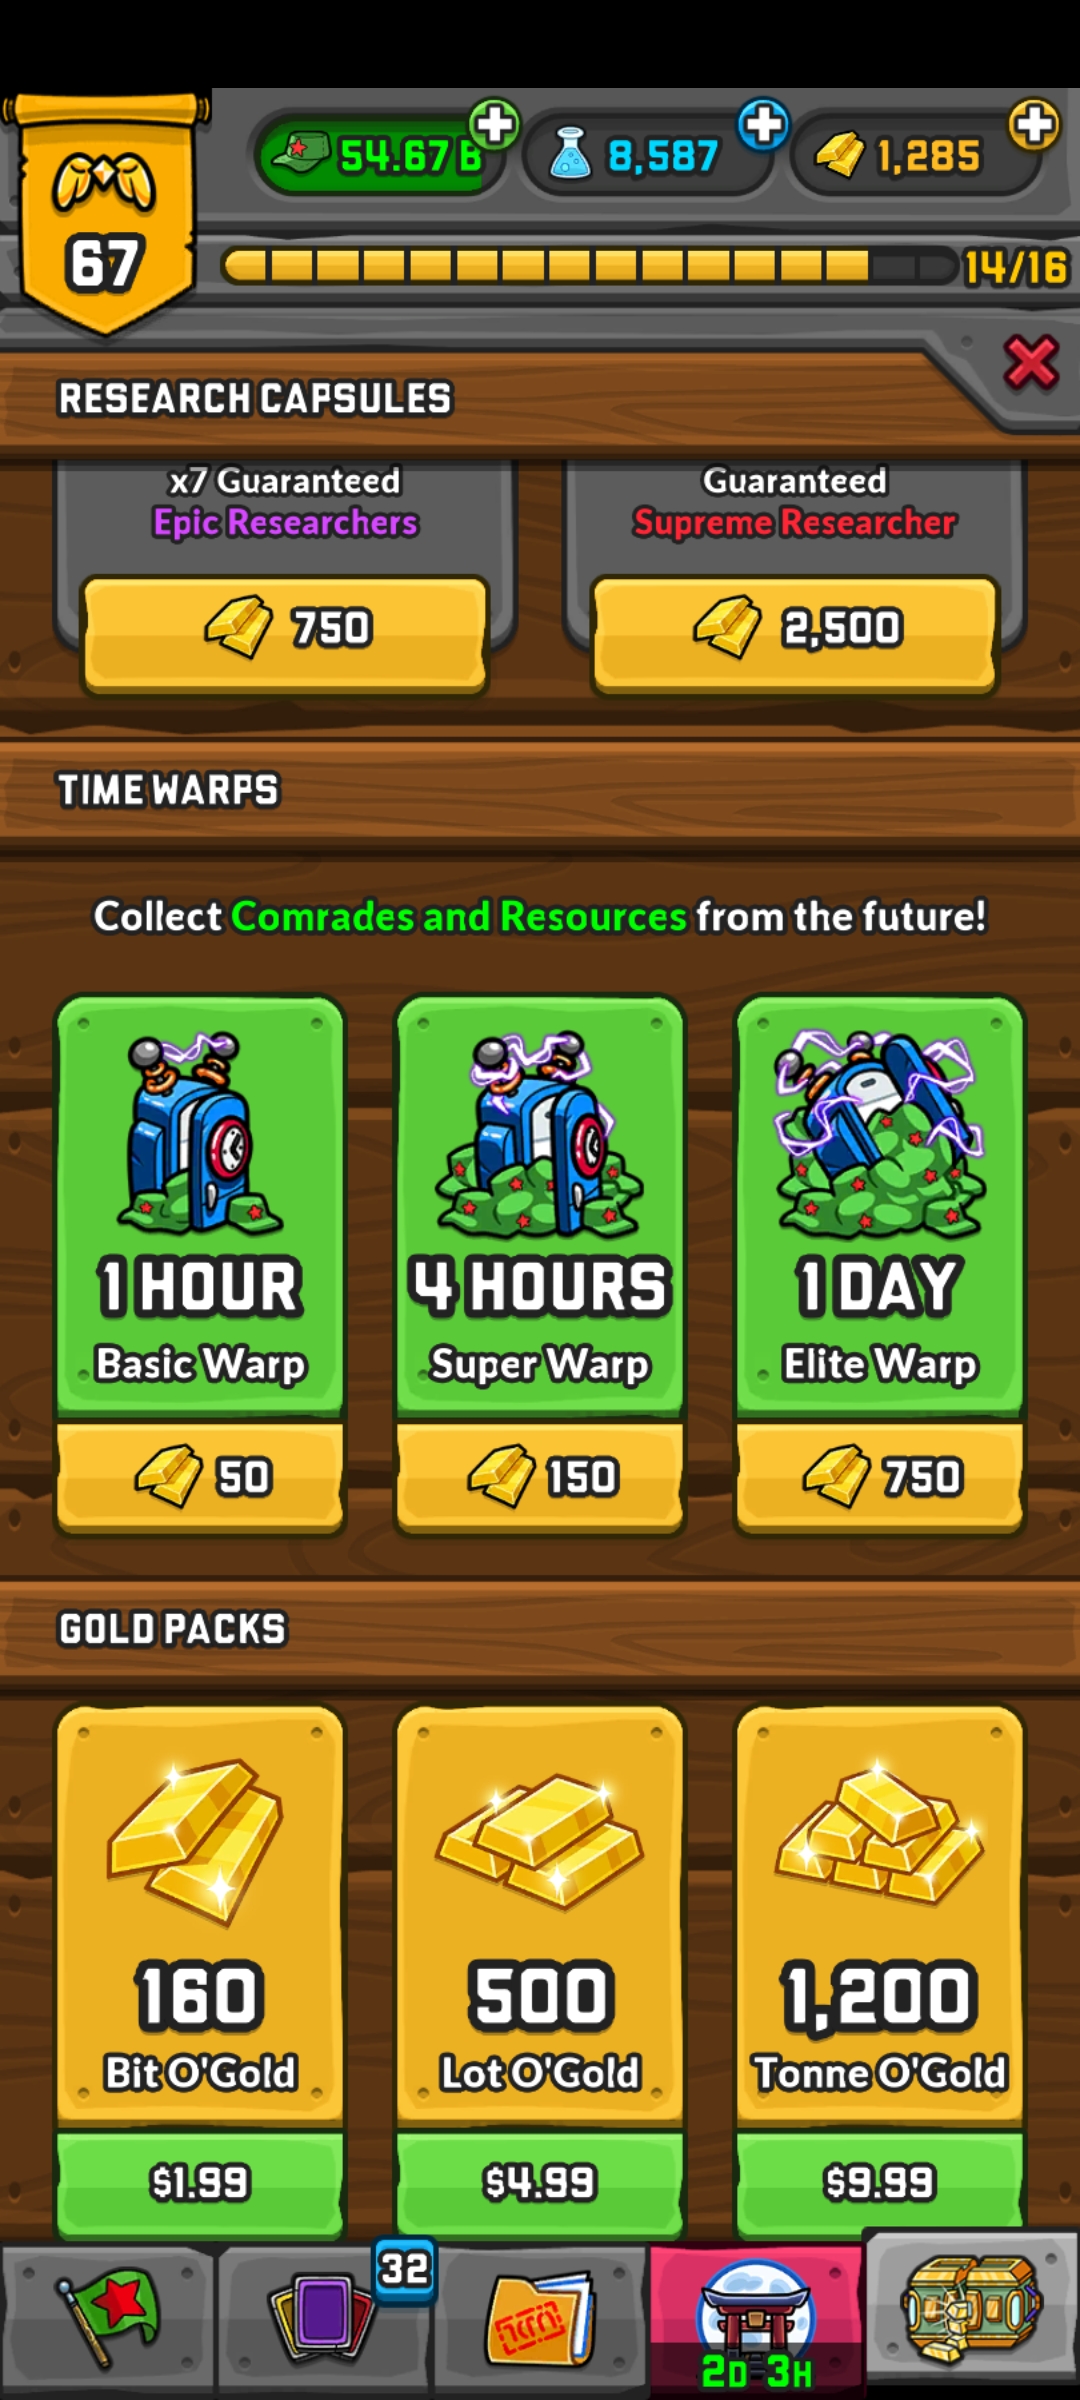 54.67 B
8,587
1,285
67
14/16
RESEARCH CAPSULES
x7 Guaranteed
Epic Researchers
Guaranteed
Supreme Researcher
750
2,500
TIME WARPS
Collect Comrades and Resources from the future!
1 HOUR
Basic Warp
4 HOURS
Super Warp
1 DAY
Elite Warp
50
150
750
GOLD PACKS
160
Bit O'Gold
500
Lot O'Gold
1,200
Tonne O'Gold
$1.99
$4.99
$9.99
32
2D 3H